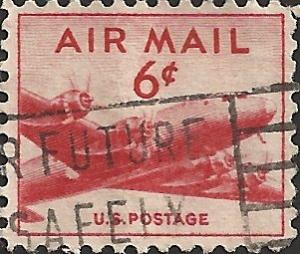 AIR MAIL
6¢
R FUTURE
SAFELY
U.S. POSTAGE